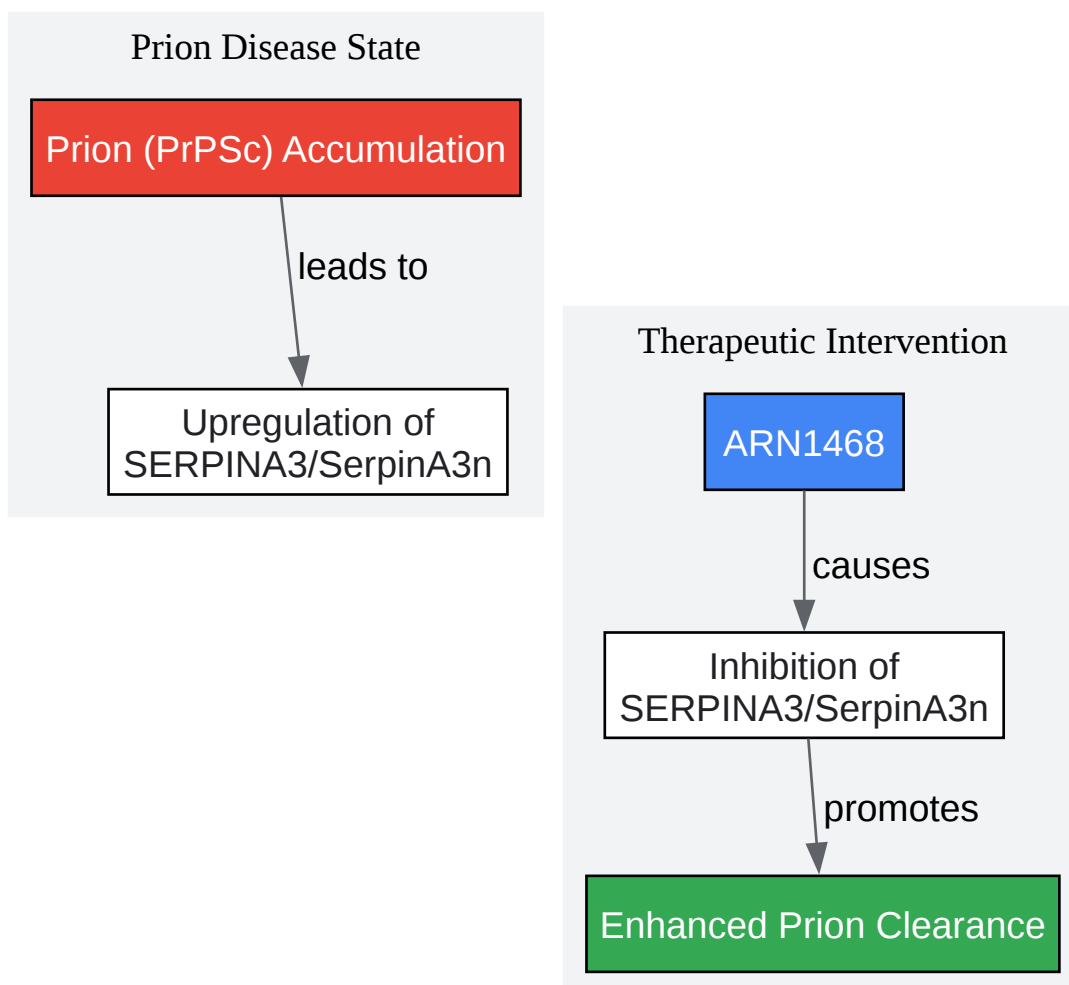 Prion Disease State
Prion (PrPSc) Accumulation
leads to
Upregulation of
SERPINA3/SerpinA3n
Therapeutic Intervention
ARN1468
causes
Inhibition of
SERPINA3/SerpinA3n
promotes
Enhanced Prion Clearance